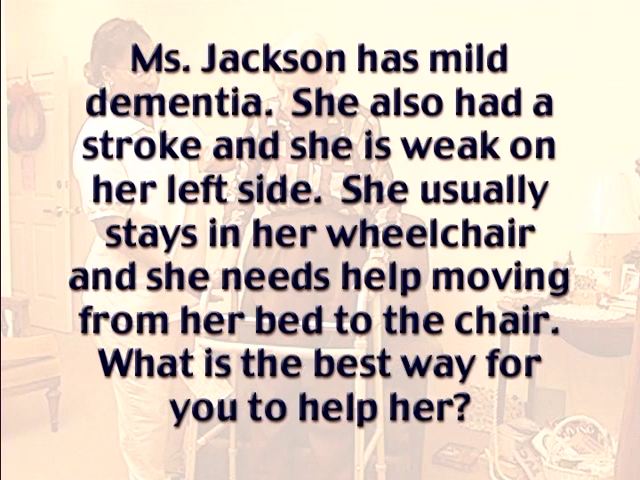 Ms. Jackson has mild
dementia.  She also had a
stroke and she is weak on
her left side.  She usually
stays in her wheelchair
and she needs help moving
from her bed to the chair.
What is the best way for
you to help her?